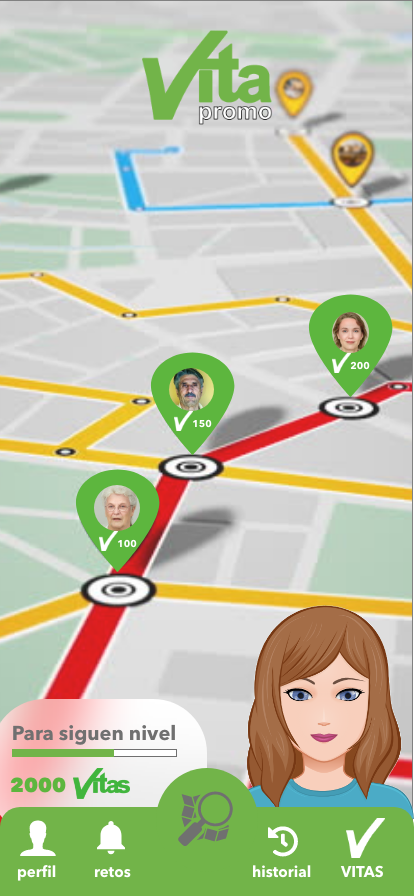 Vita
promo
200
150
100
Para siguen nivel
2000 Vitas
perfil
retos
historial
VITAS